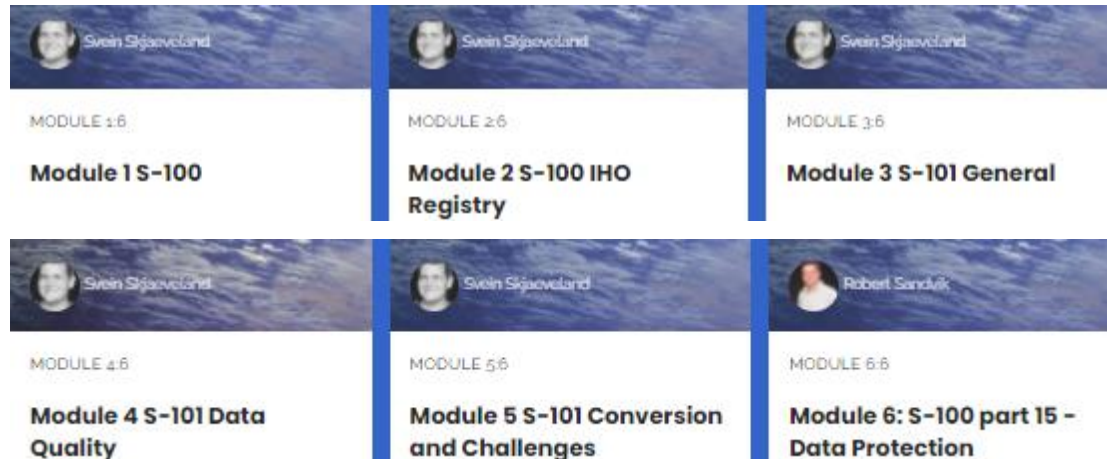 Svein Skjaeveland
Svein Skjaeveland
Svein Skjaeveland
MODULE 1:6
MODULE 2:6
MODULE 3:6
Module 1 S-100
Module 2 S-100 IHO
Registry
Module 3 S-101 General
Svein Skjaeveland
Svein Skjaeveland
Robert Sandvik
MODULE 4:6
MODULE 5:6
MODULE 6:6
Module 4 S-101 Data
Quality
Module 5 S-101 Conversion
and Challenges
Module 6: S-100 part 15 -
Data Protection